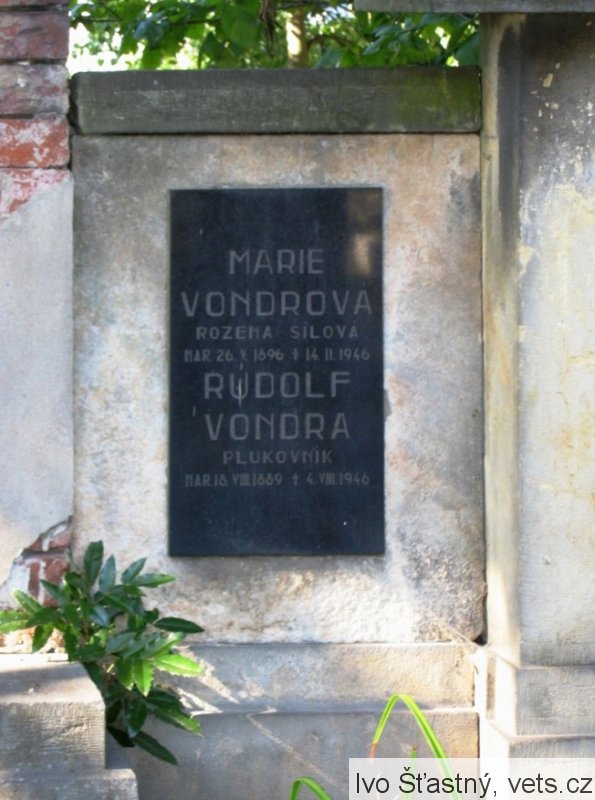 MARIE
VONDROVÁ
ROZENÁ SÍLOVÁ
NAR. 26. V. 1896 ✝ 14. II. 1946
RUDOLF
VONDRA
PLUKOVNÍK
NAR. 18. VIII. 1889 ✝ 4. VIII. 1946
Ivo Šťastný, vets.cz